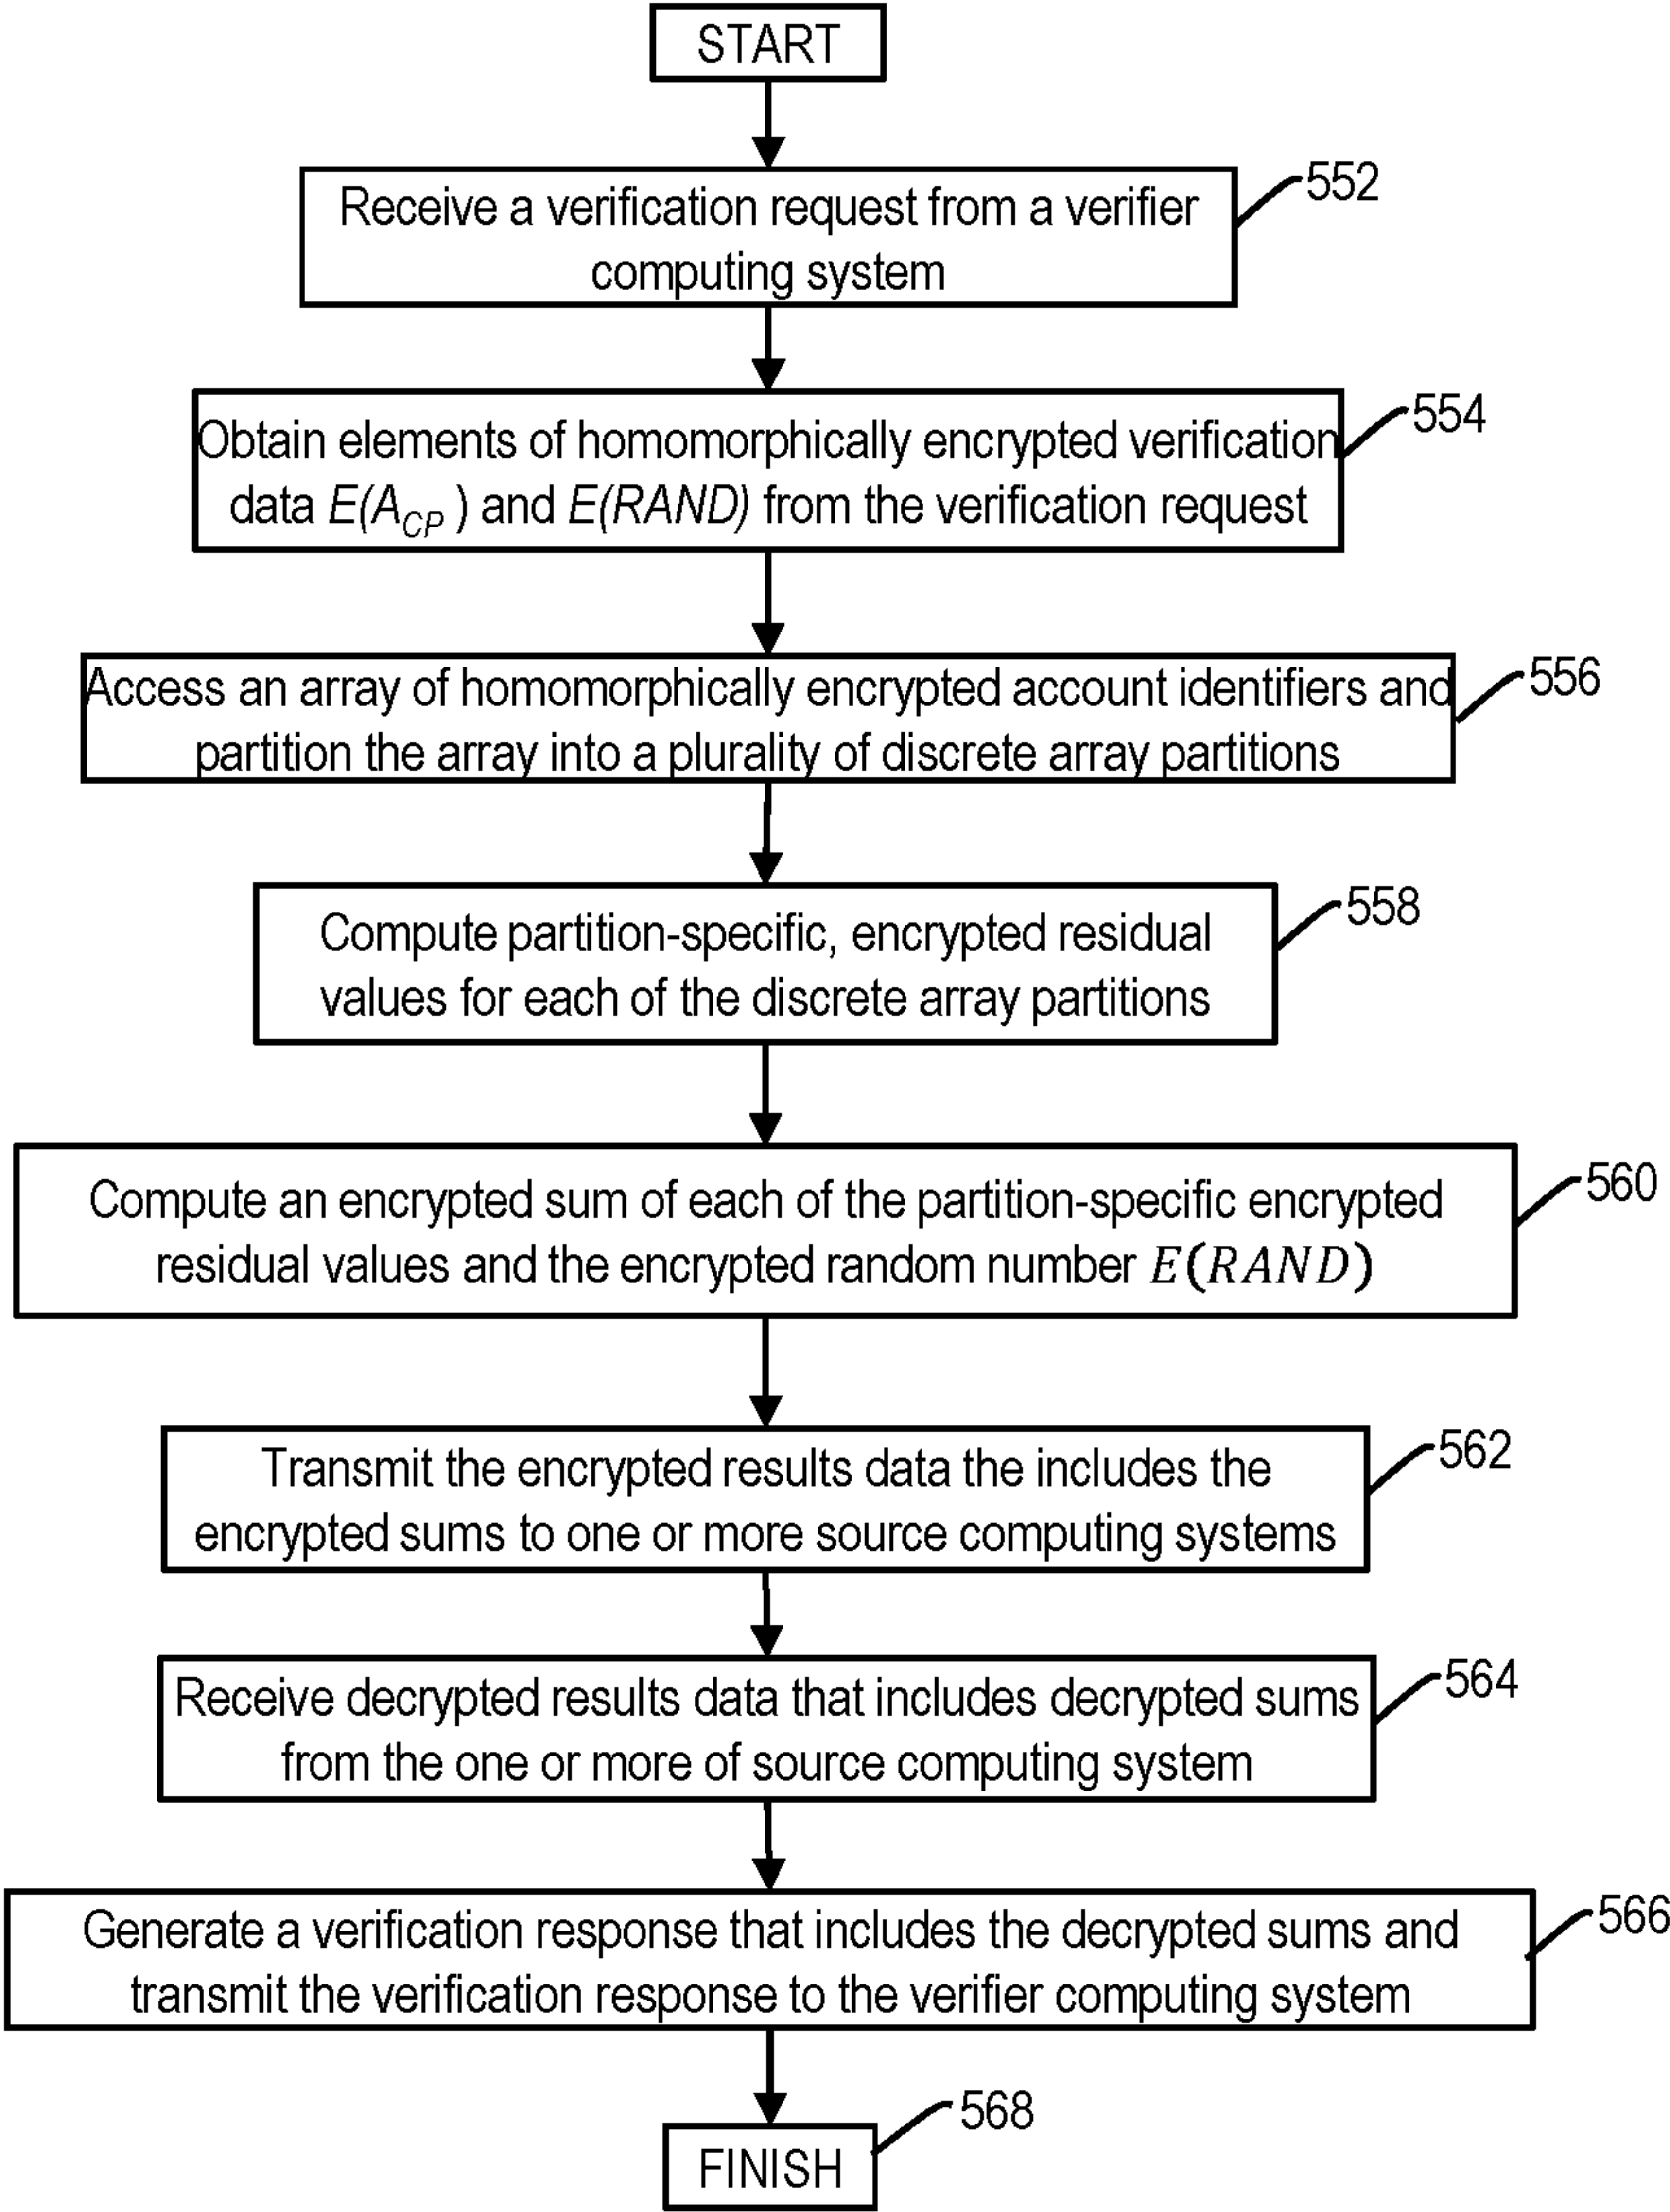 START
552
Receive a verification request from a verifier
computing system
554
Obtain elements of homomorphically encrypted verification
data E(A_CP ) and E(RAND) from the verification request
556
Access an array of homomorphically encrypted account identifiers and
partition the array into a plurality of discrete array partitions
558
Compute partition-specific, encrypted residual
values for each of the discrete array partitions
560
Compute an encrypted sum of each of the partition-specific encrypted
residual values and the encrypted random number E(RAND)
562
Transmit the encrypted results data the includes the
encrypted sums to one or more source computing systems
564
Receive decrypted results data that includes decrypted sums
from the one or more of source computing system
566
Generate a verification response that includes the decrypted sums and
transmit the verification response to the verifier computing system
568
FINISH